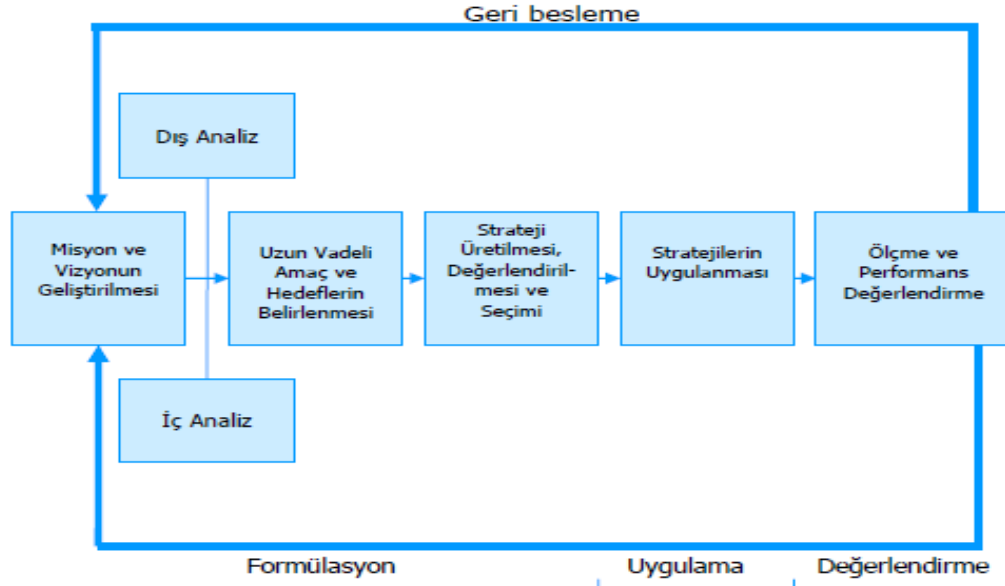 Geri besleme
Dış Analiz
Misyon ve
Vizyonun
Geliştirilmesi
Uzun Vadeli
Amaç ve
Hedeflerin
Belirlenmesi
Strateji
Üretilmesi,
Değerlendiril-
mesi ve
Seçimi
Stratejilerin
Uygulanması
Ölçme ve
Performans
Değerlendirme
İç Analiz
Formülasyon
Uygulama
Değerlendirme